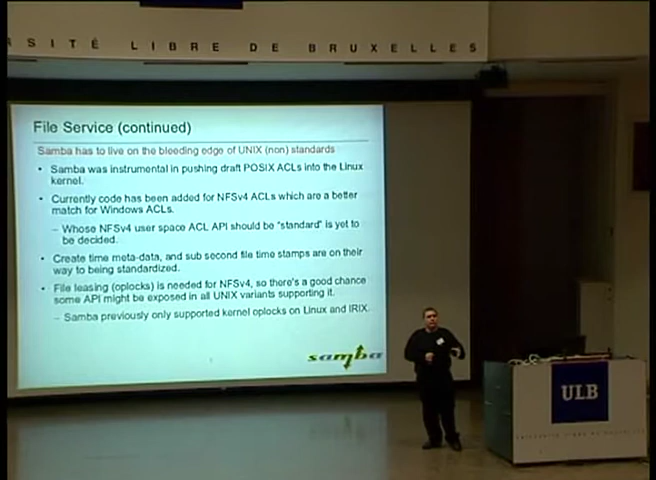 RSITÉ LIBRE DE BRUXELLES
File Service (continued)
Samba has to live on the bleeding edge of UNIX (non) standards
• Samba was instrumental in pushing draft POSIX ACLs into the Linux
kernel.
• Currently code has been added for NFSv4 ACLs which are a better
match for Windows ACLs.
– Whose NFSv4 user space ACL API should be "standard" is yet to
be decided.
• Create time meta-data, and sub second file time stamps are on their
way to being standardized.
• File leasing (oplocks) is needed for NFSv4, so there's a good chance
some API might be exposed in all UNIX variants supporting it.
– Samba previously only supported kernel oplocks on Linux and IRIX.
samba
ULB